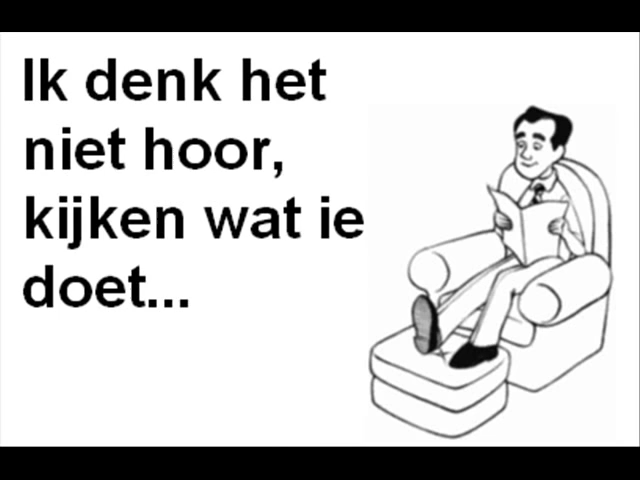 Ik denk het
niet hoor,
kijken wat ie
doet...